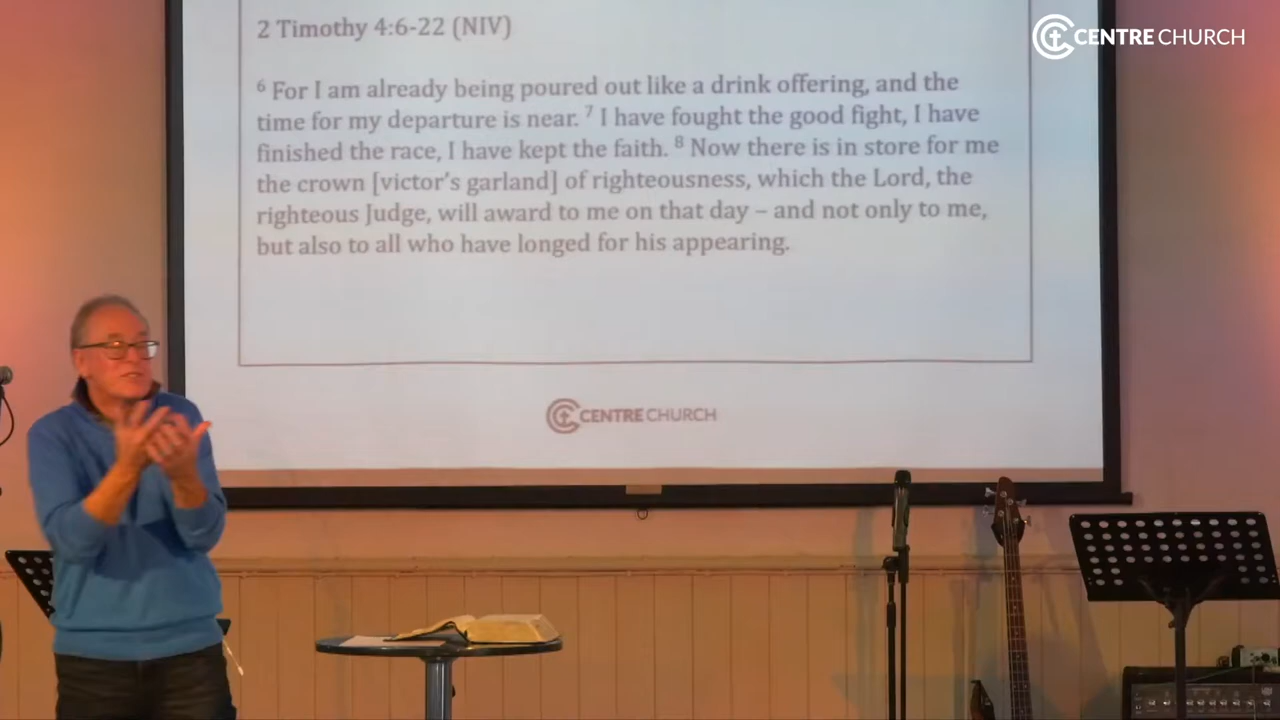 2 Timothy 4:6-22 (NIV)
CENTRE CHURCH
⁶ For I am already being poured out like a drink offering, and the
time for my departure is near. ⁷ I have fought the good fight, I have
finished the race, I have kept the faith. ⁸ Now there is in store for me
the crown [victor's garland] of righteousness, which the Lord, the
righteous Judge, will award to me on that day – and not only to me,
but also to all who have longed for his appearing.
CENTRE CHURCH